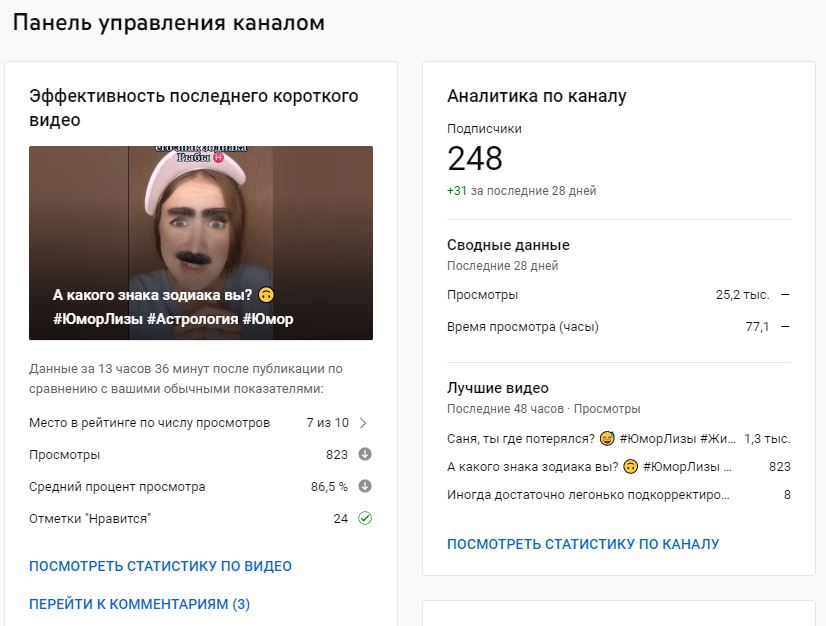 Панель управления каналом
Эффективность последнего короткого
видео
его знак зодиака
Рыбы ♓
А какого знака зодиака вы? 🙃
#ЮморЛизы #Астрология #Юмор
Данные за 13 часов 36 минут после публикации по
сравнению с вашими обычными показателями:
Место в рейтинге по числу просмотров 7 из 10
Просмотры 823
Средний процент просмотра 86,5 %
Отметки "Нравится" 24
ПОСМОТРЕТЬ СТАТИСТИКУ ПО ВИДЕО
ПЕРЕЙТИ К КОММЕНТАРИЯМ (3)
Аналитика по каналу
Подписчики
248
+31 за последние 28 дней
Сводные данные
Последние 28 дней
Просмотры 25,2 тыс. —
Время просмотра (часы) 77,1 —
Лучшие видео
Последние 48 часов · Просмотры
Саня, ты где потерялся? 😅 #ЮморЛизы #Жи... 1,3 тыс.
А какого знака зодиака вы? 🙃 #ЮморЛизы ... 823
Иногда достаточно легонько подкорректиро... 8
ПОСМОТРЕТЬ СТАТИСТИКУ ПО КАНАЛУ